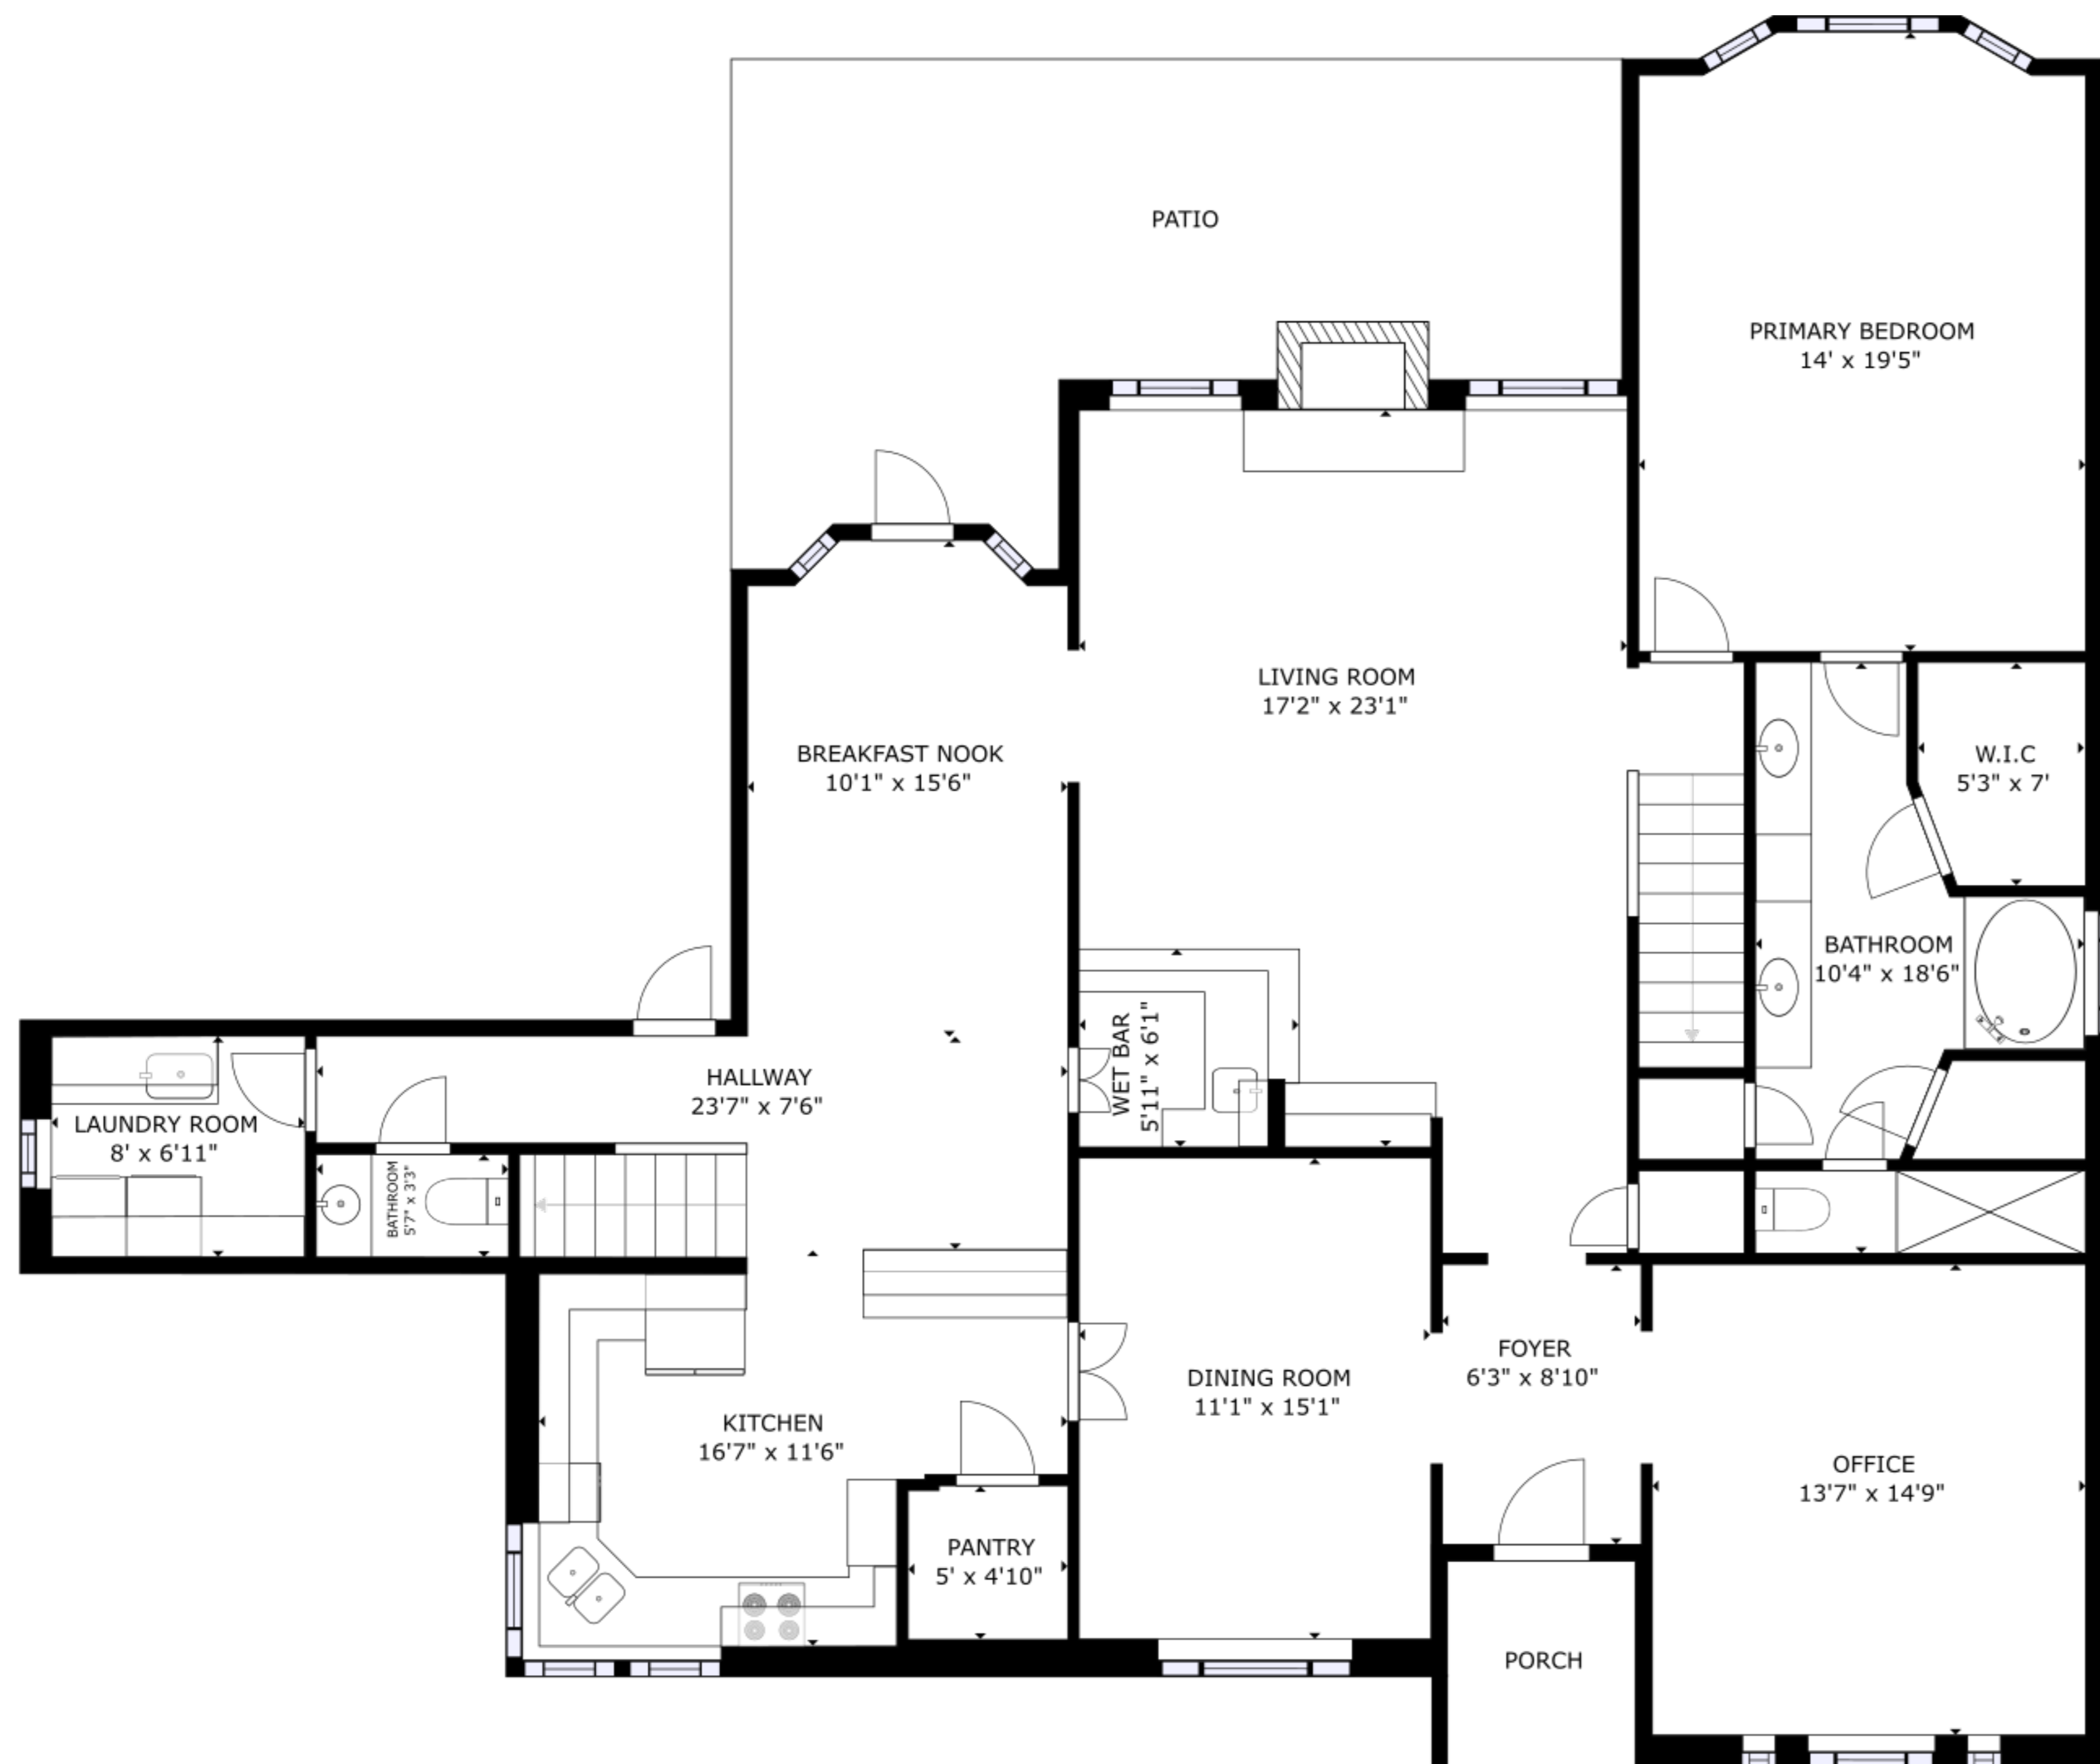 PATIO
PRIMARY BEDROOM
14' x 19'5"
LIVING ROOM
17'2" x 23'1"
BREAKFAST NOOK
10'1" x 15'6"
W.I.C
5'3" x 7'
BATHROOM
10'4" x 18'6"
WET BAR
5'11" x 6'1"
HALLWAY
23'7" x 7'6"
LAUNDRY ROOM
8' x 6'11"
BATHROOM
5'7" x 3'3"
FOYER
6'3" x 8'10"
DINING ROOM
11'1" x 15'1"
KITCHEN
16'7" x 11'6"
OFFICE
13'7" x 14'9"
PANTRY
5' x 4'10"
PORCH